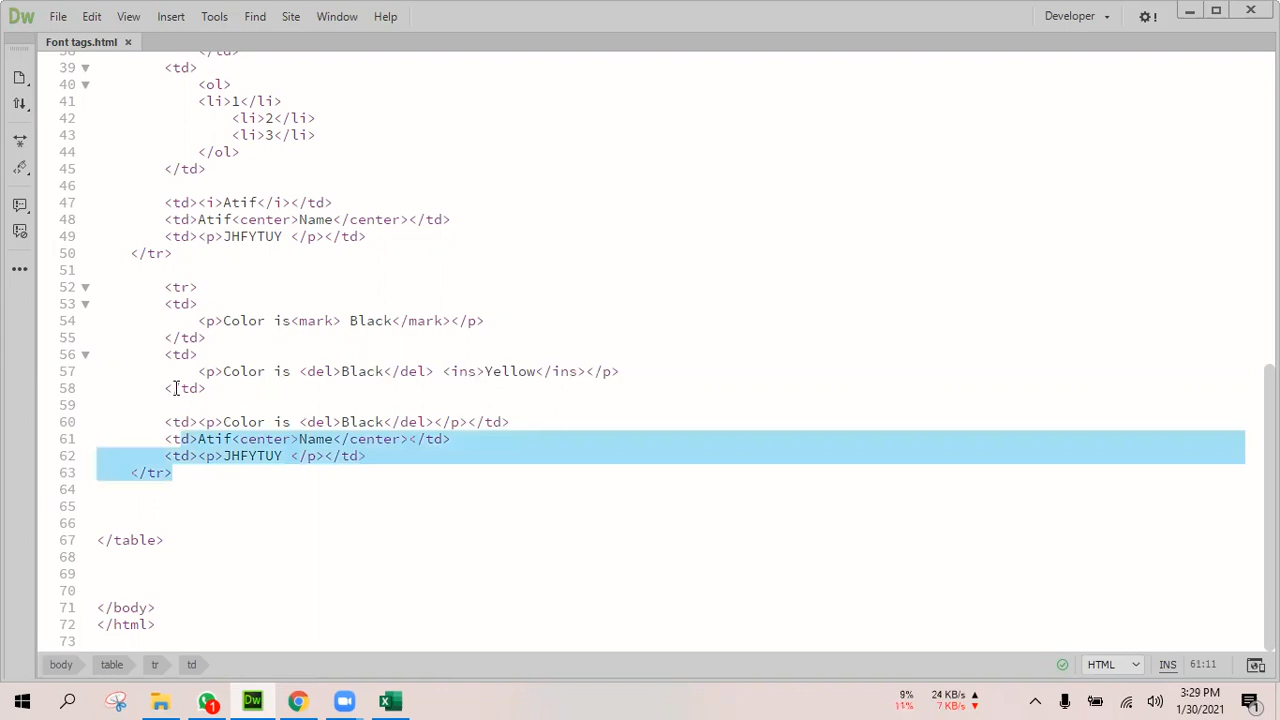 Dw File Edit View Insert Tools Find Site Window Help Developer
Font tags.html ×
38 </td>
39 <td>
40 <ol>
41 <li>1</li>
42 <li>2</li>
43 <li>3</li>
44 </ol>
45 </td>
46
47 <td><i>Atif</i></td>
48 <td>Atif<center>Name</center></td>
49 <td><p>JHFYTUY </p></td>
50 </tr>
51
52 <tr>
53 <td>
54 <p>Color is<mark> Black</mark></p>
55 </td>
56 <td>
57 <p>Color is <del>Black</del> <ins>Yellow</ins></p>
58 </td>
59
60 <td><p>Color is <del>Black</del></p></td>
61 <td>Atif<center>Name</center></td>
62 <td><p>JHFYTUY </p></td>
63 </tr>
64
65
66
67 </table>
68
69
70
71 </body>
72 </html>
73
body table tr td HTML INS 61:11
1 Dw 9% 24 KB/s 3:29 PM
11% 7 KB/s 1/30/2021 1